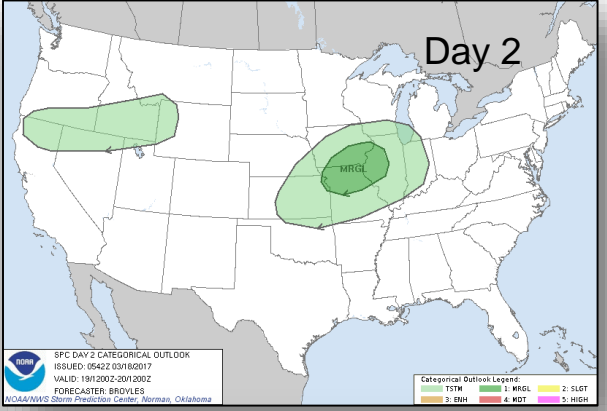 Day 2
MRGL
NOAA
SPC DAY 2 CATEGORICAL OUTLOOK
ISSUED: 0542Z 03/18/2017
VALID: 19/1200Z-20/1200Z
FORECASTER: BROYLES
NOAA/NWS Storm Prediction Center, Norman, Oklahoma
Categorical Outlook Legend:
TSTM 1: MRGL 2: SLGT
3: ENH 4: MDT 5: HIGH